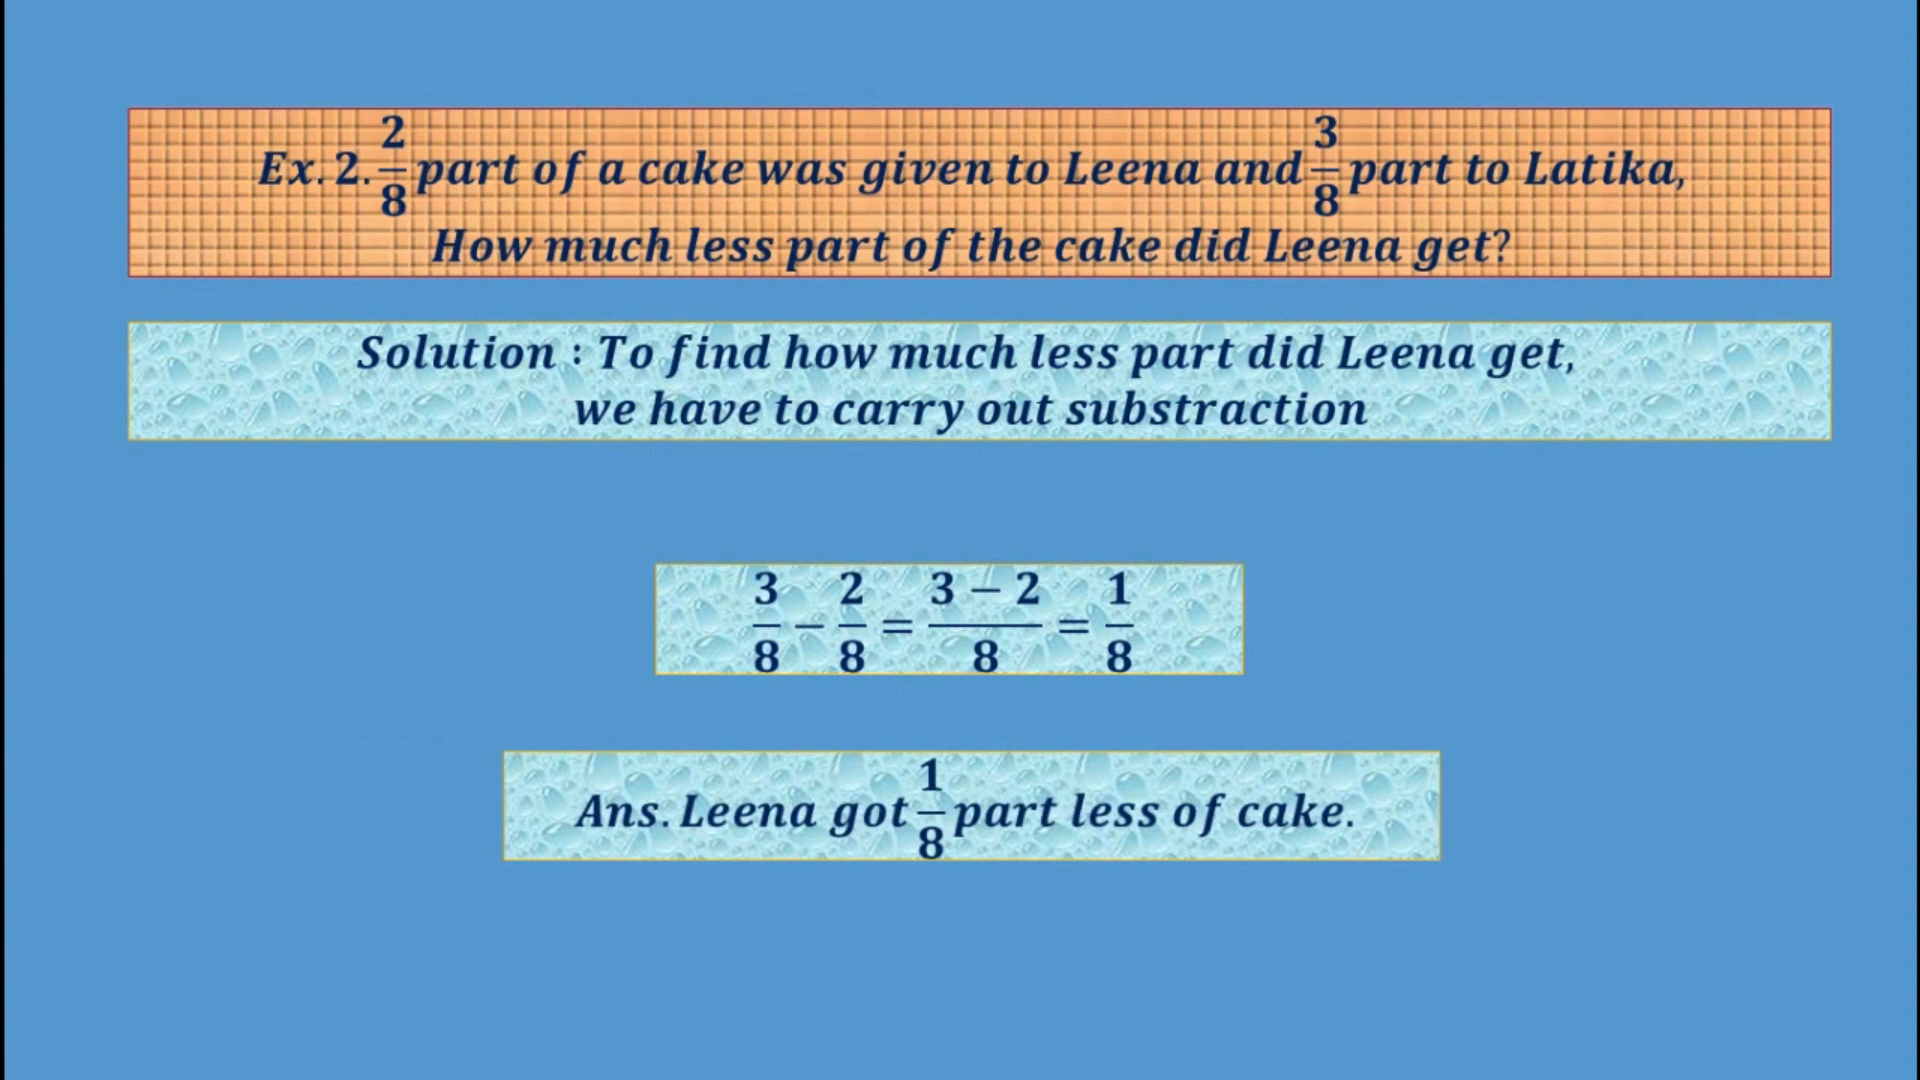 Ex. 2. 2/8 part of a cake was given to Leena and 3/8 part to Latika,
How much less part of the cake did Leena get?
Solution : To find how much less part did Leena get,
we have to carry out substraction
3/8 − 2/8 = (3 − 2)/8 = 1/8
Ans. Leena got 1/8 part less of cake.